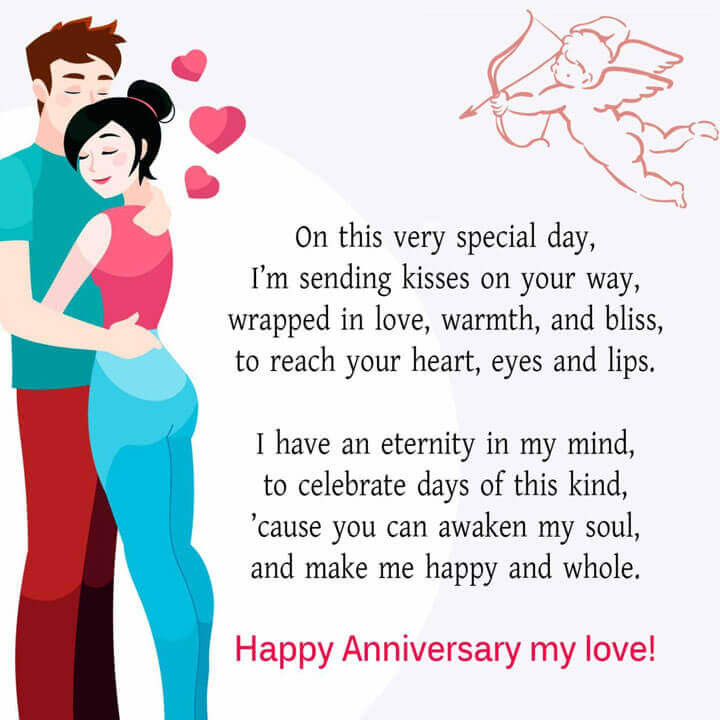 On this very special day,
I'm sending kisses on your way,
wrapped in love, warmth, and bliss,
to reach your heart, eyes and lips.
I have an eternity in my mind,
to celebrate days of this kind,
'cause you can awaken my soul,
and make me happy and whole.
Happy Anniversary my love!